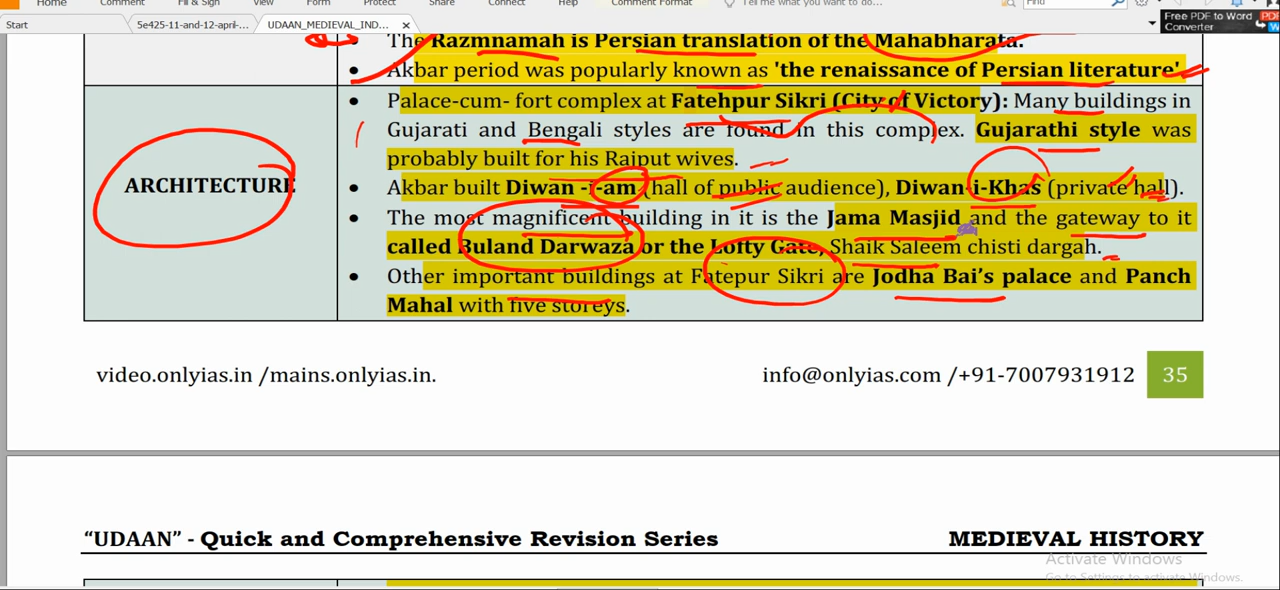 Home Comment Fill & Sign View Form Protect Share Connect Help Comment Format Tell me what you want to do... Find
Start 5e425-11-and-12-april-... UDAAN_MEDIEVAL_IND... × Free PDF to Word Converter
• The Razmnamah is Persian translation of the Mahabharata.
• Akbar period was popularly known as 'the renaissance of Persian literature'
ARCHITECTURE
• Palace-cum- fort complex at Fatehpur Sikri (City of Victory): Many buildings in
Gujarati and Bengali styles are found in this complex. Gujarathi style was
probably built for his Rajput wives.
• Akbar built Diwan -i-am (hall of public audience), Diwan-i-Khas (private hall).
• The most magnificent building in it is the Jama Masjid and the gateway to it
called Buland Darwaza or the Lofty Gate, Shaik Saleem chisti dargah.
• Other important buildings at Fatepur Sikri are Jodha Bai’s palace and Panch
Mahal with five storeys.
video.onlyias.in /mains.onlyias.in. info@onlyias.com /+91-7007931912 35
“UDAAN” - Quick and Comprehensive Revision Series MEDIEVAL HISTORY
Activate Windows
Go to Settings to activate Windows.